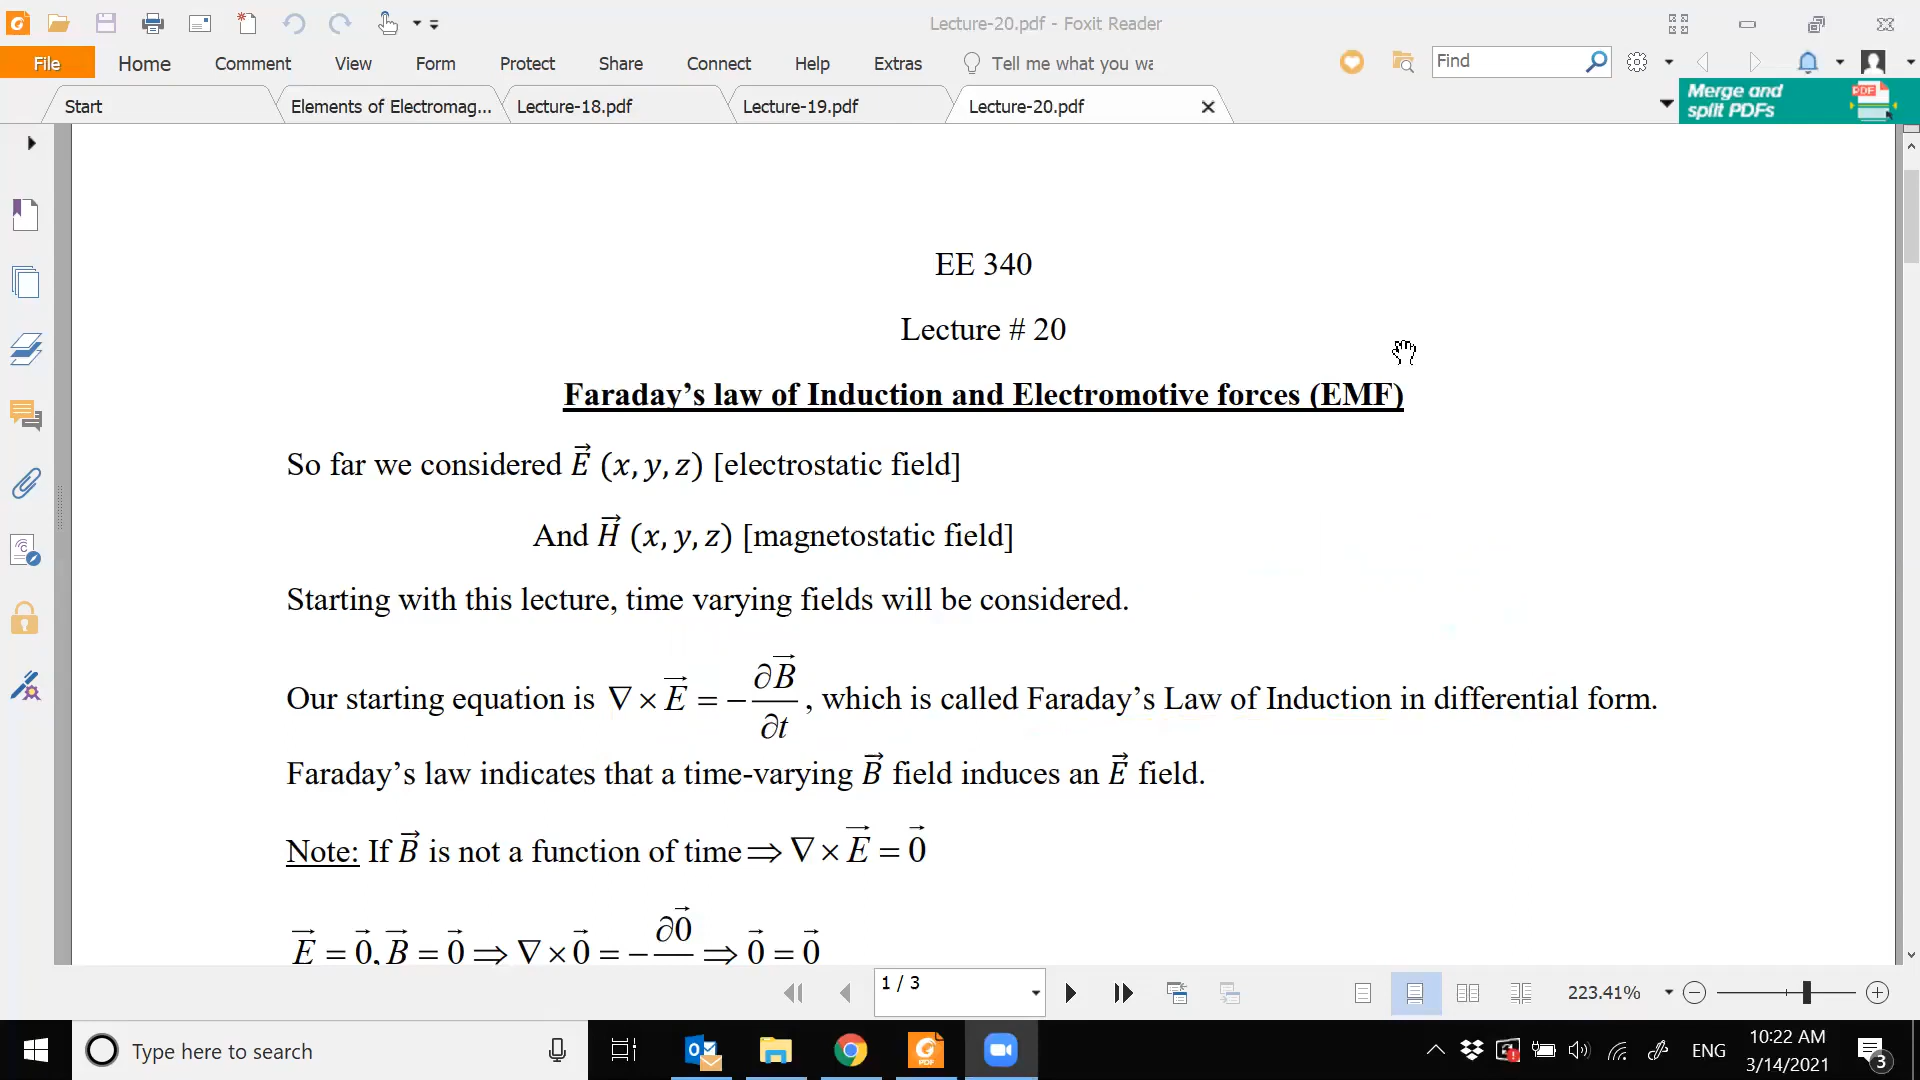 Lecture-20.pdf - Foxit Reader
File Home Comment View Form Protect Share Connect Help Extras Tell me what you wa Find
Start Elements of Electromag... Lecture-18.pdf Lecture-19.pdf Lecture-20.pdf
Merge and
split PDFs
PDF
EE 340
Lecture # 20
Faraday’s law of Induction and Electromotive forces (EMF)
So far we considered E⃗ (x, y, z) [electrostatic field]
And H⃗ (x, y, z) [magnetostatic field]
Starting with this lecture, time varying fields will be considered.
Our starting equation is ∇ × E⃗ = − ∂B⃗/∂t , which is called Faraday’s Law of Induction in differential form.
Faraday’s law indicates that a time-varying B⃗ field induces an E⃗ field.
Note: If B⃗ is not a function of time ⇒ ∇ × E⃗ = 0⃗
E⃗ = 0⃗, B⃗ = 0⃗ ⇒ ∇ × 0⃗ = − ∂0⃗ ⇒ 0⃗ = 0⃗
1 / 3
223.41%
Type here to search
ENG
10:22 AM
3/14/2021
3